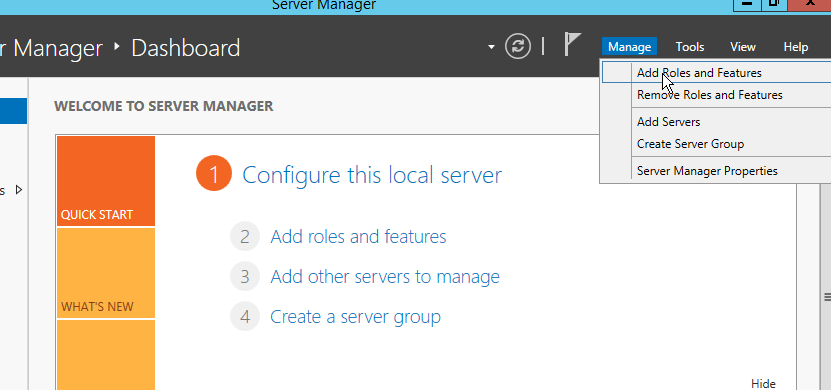 Server Manager
r Manager ‣ Dashboard
Manage Tools View Help
Add Roles and Features
Remove Roles and Features
Add Servers
Create Server Group
Server Manager Properties
WELCOME TO SERVER MANAGER
s
QUICK START
WHAT'S NEW
1 Configure this local server
2 Add roles and features
3 Add other servers to manage
4 Create a server group
Hide